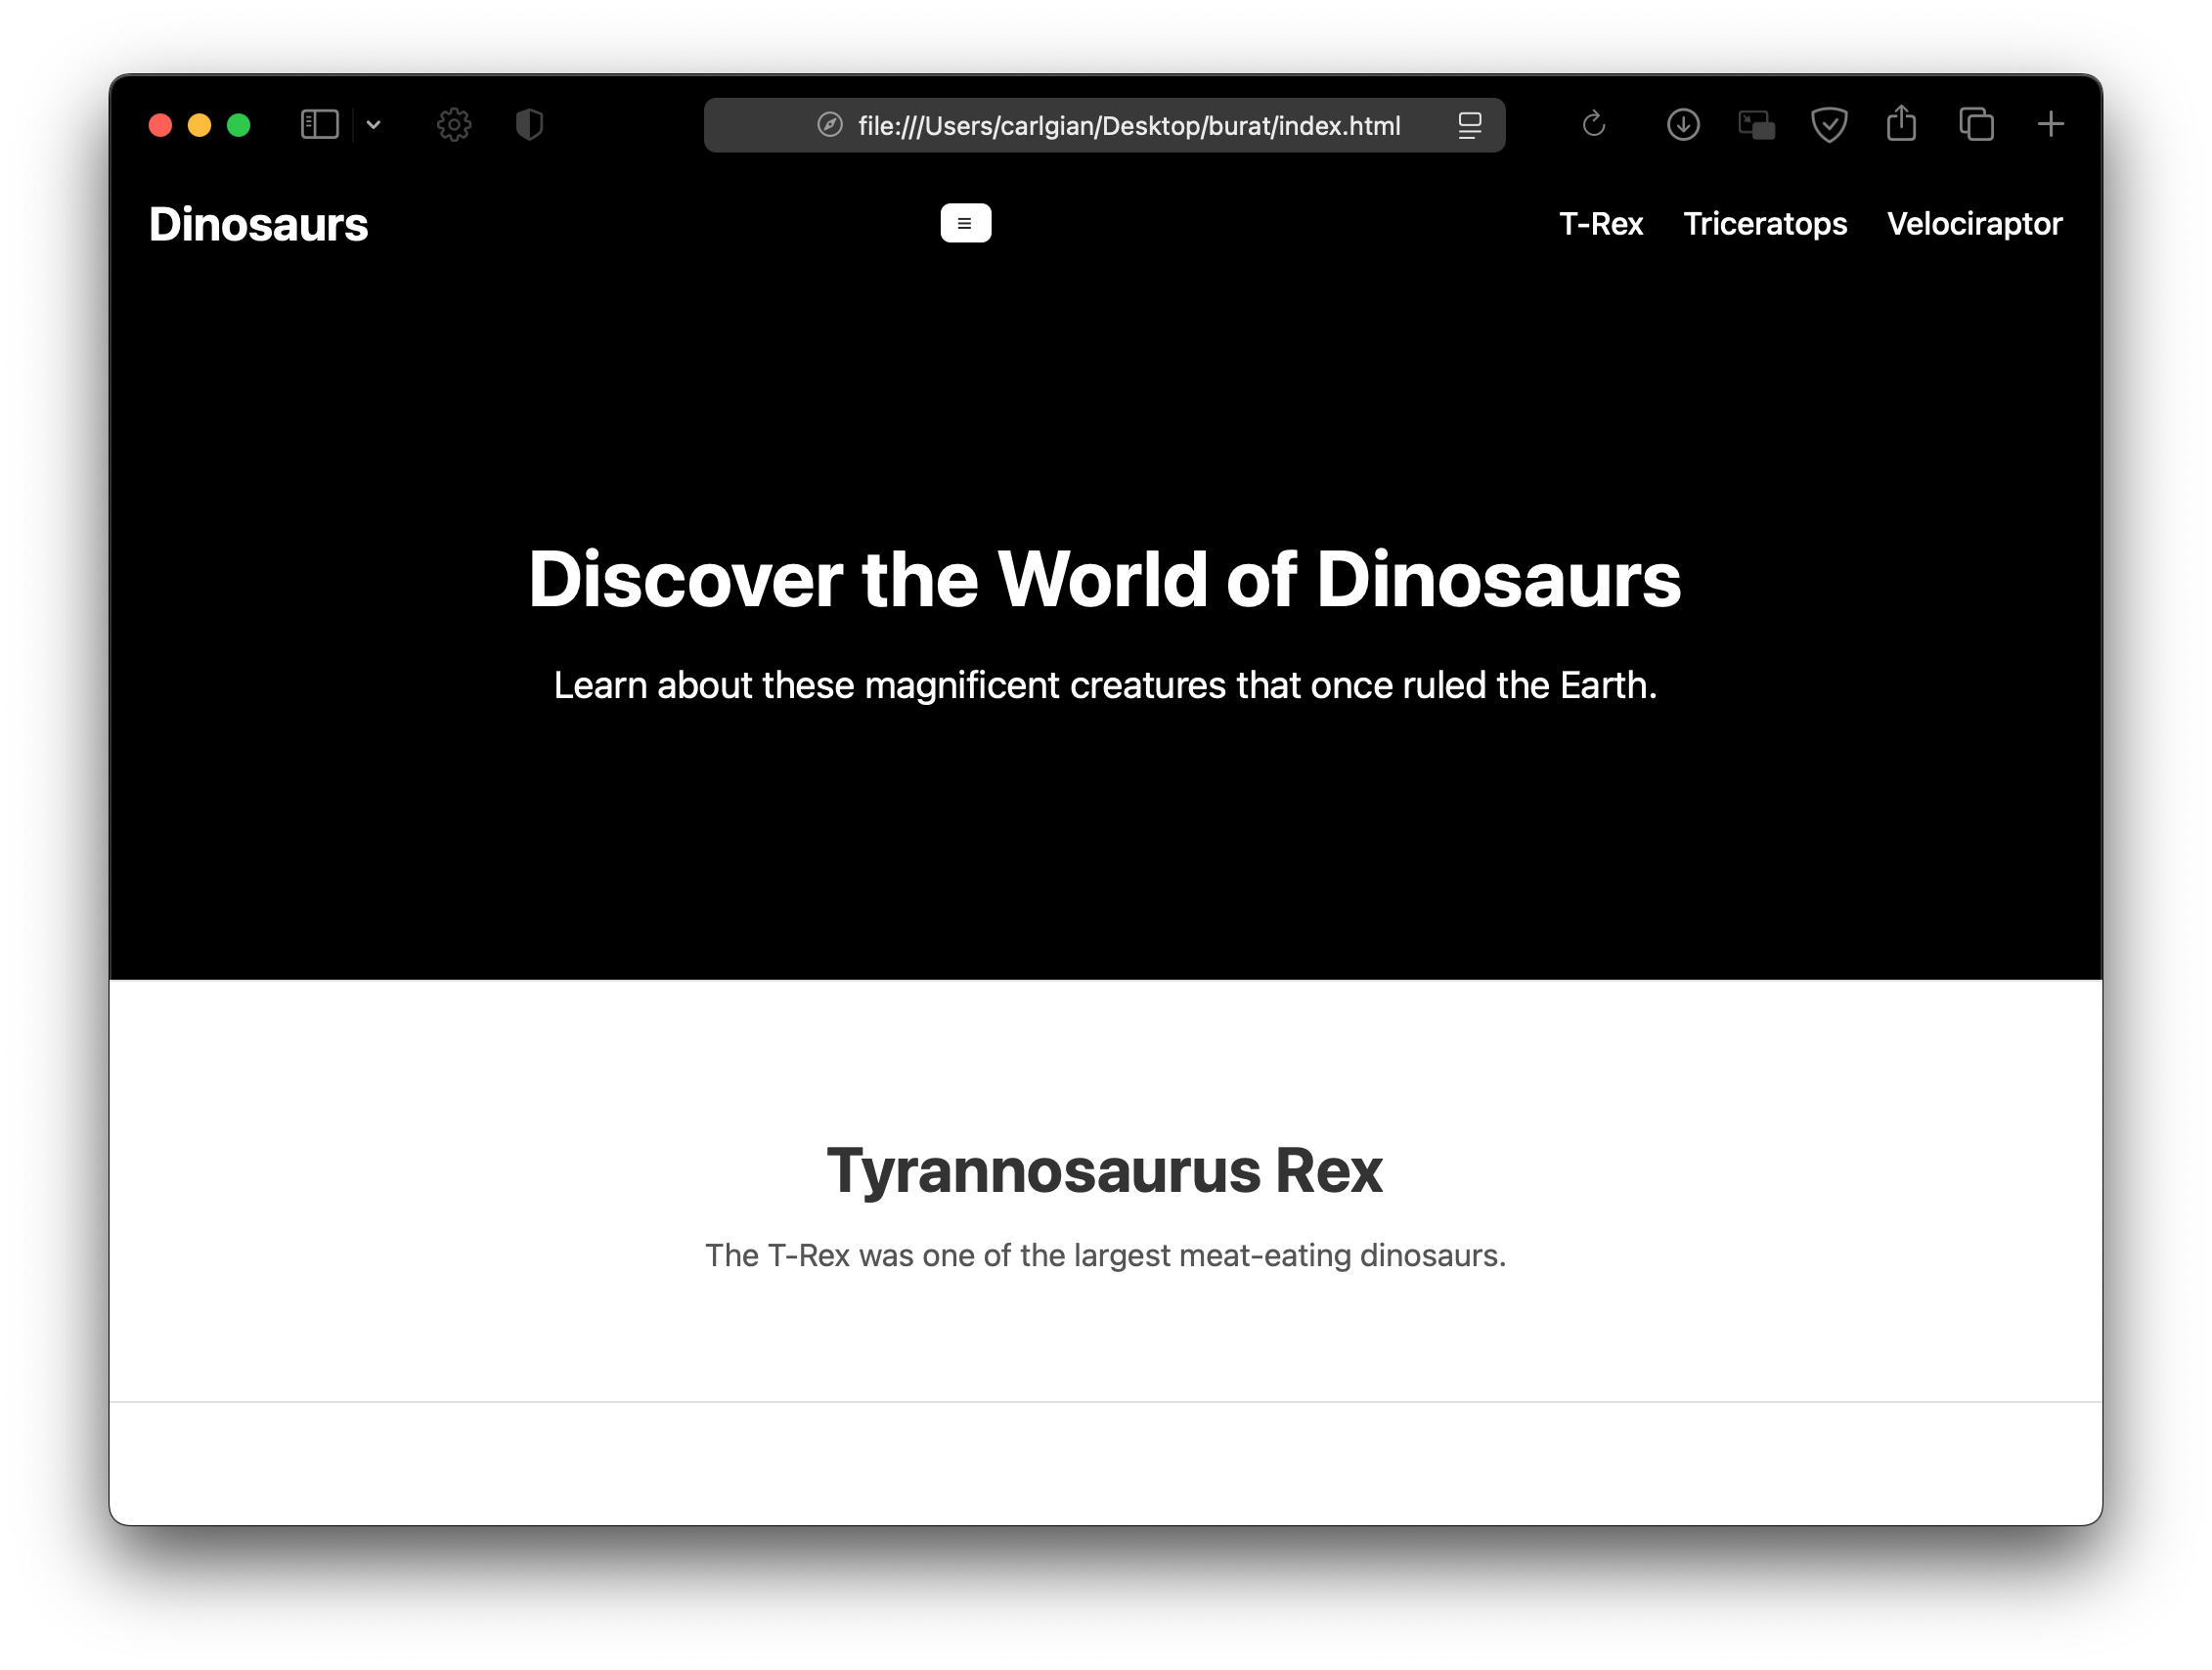 file:///Users/carlgian/Desktop/burat/index.html
Dinosaurs
T-Rex Triceratops Velociraptor
Discover the World of Dinosaurs
Learn about these magnificent creatures that once ruled the Earth.
Tyrannosaurus Rex
The T-Rex was one of the largest meat-eating dinosaurs.